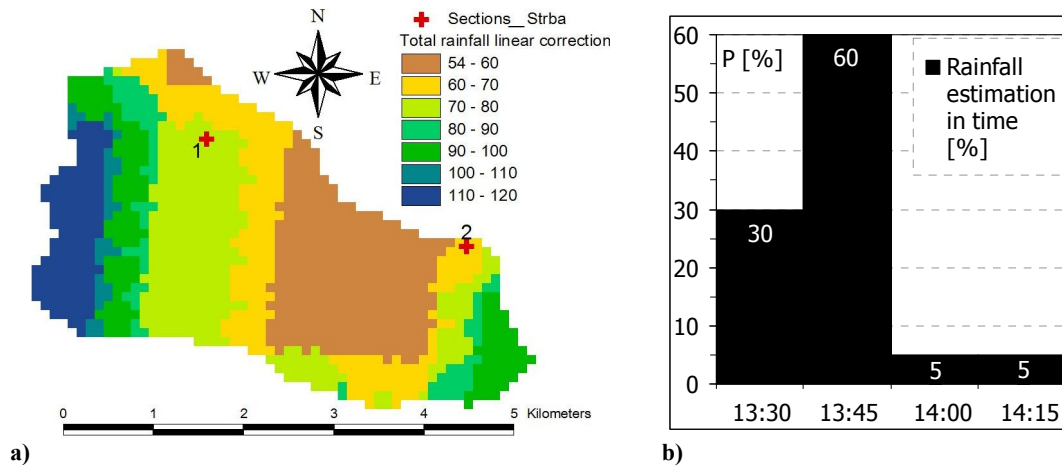 N
W E
S
1
2
Sections__ Strba
Total rainfall linear correction
54 - 60
60 - 70
70 - 80
80 - 90
90 - 100
100 - 110
110 - 120
0 1 2 3 4 5 Kilometers
a)
P [%]
60
50
40
30
20
10
0
30
60
5
5
Rainfall
estimation
in time
[%]
13:30 13:45 14:00 14:15
b)